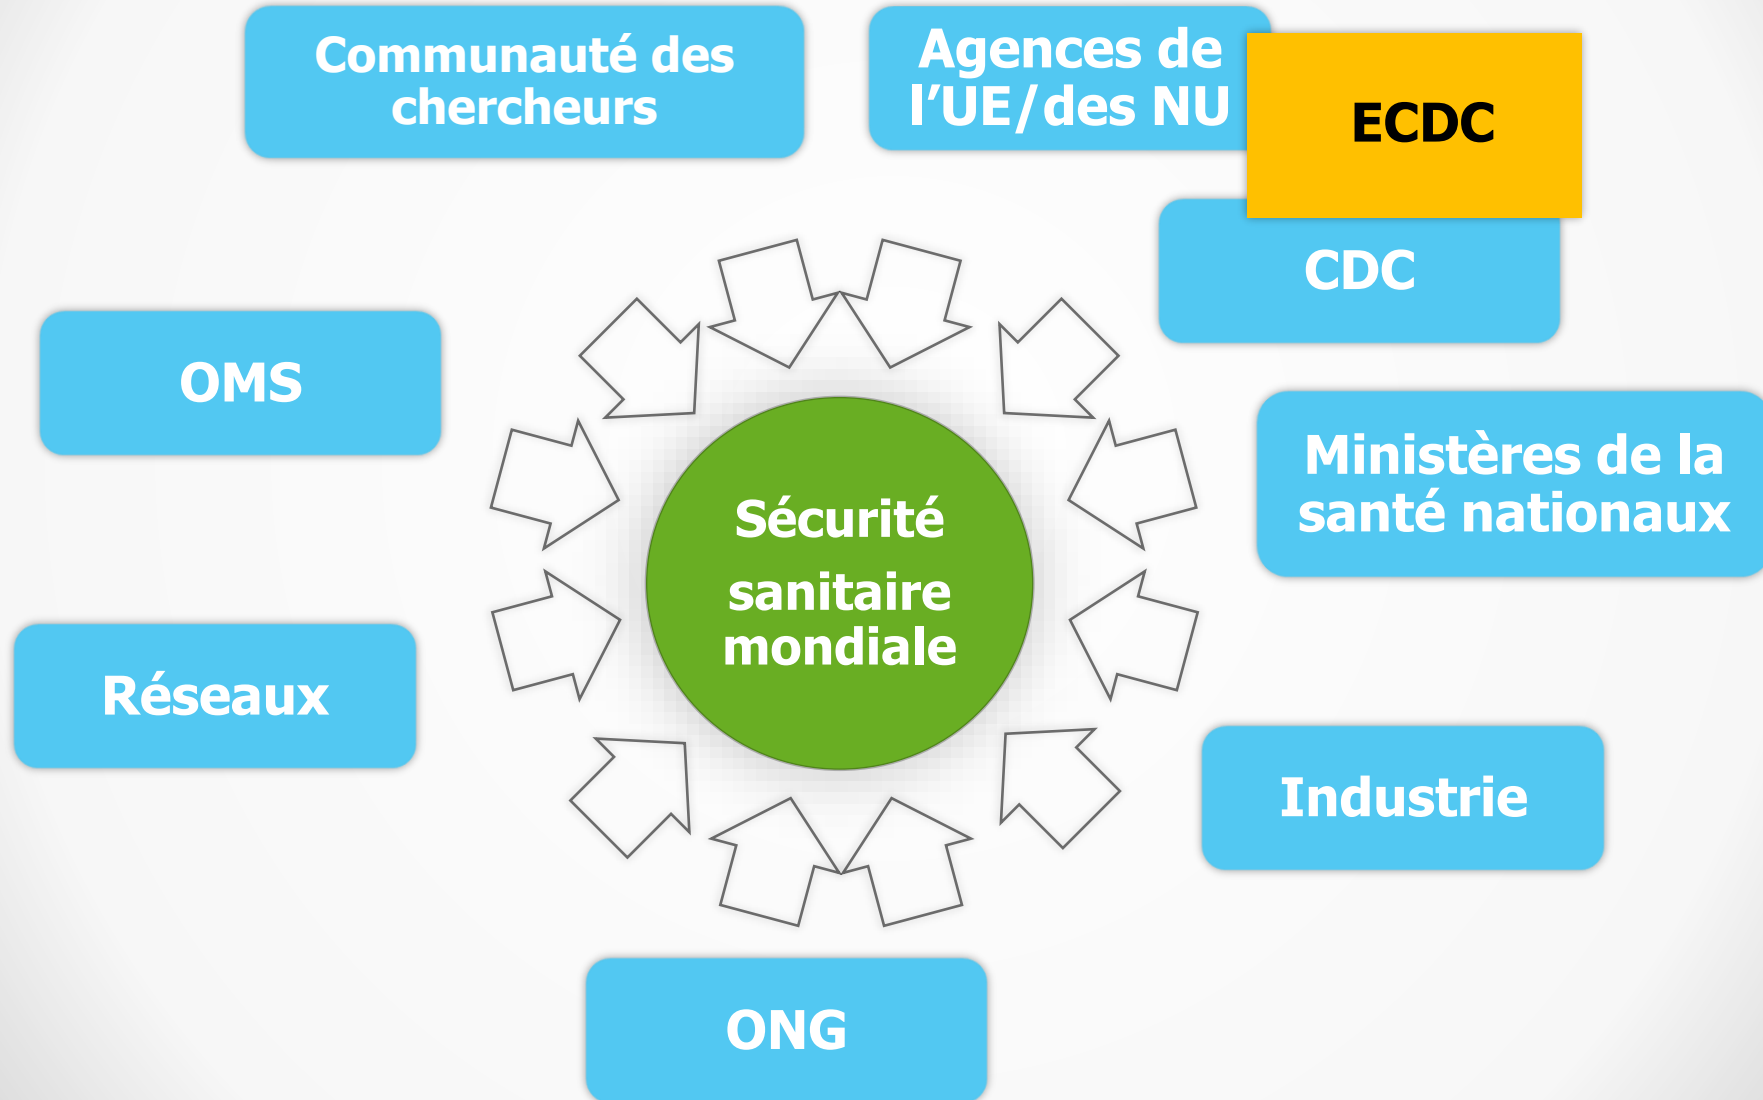 Communauté des
chercheurs
Agences de
l’UE/des NU
ECDC
CDC
OMS
Ministères de la
santé nationaux
Sécurité
sanitaire
mondiale
Réseaux
Industrie
ONG